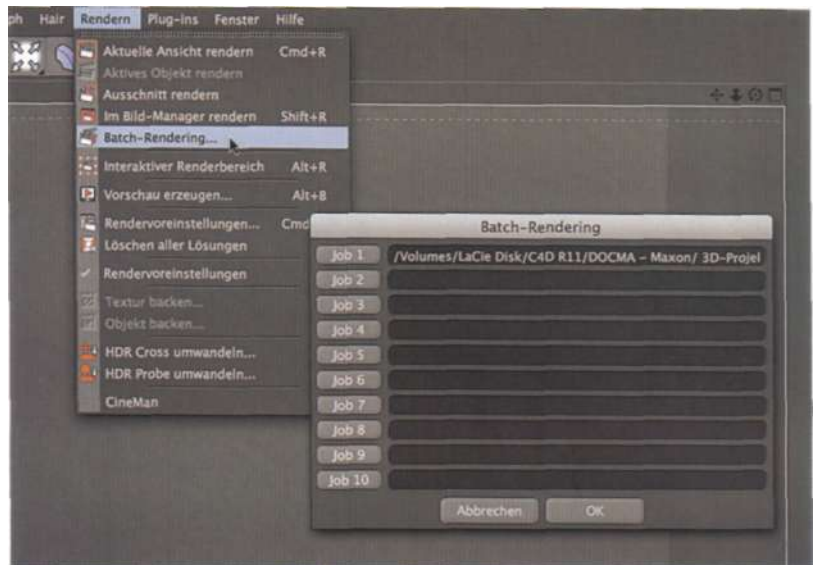 ph Hair Rendern Plug-ins Fenster Hilfe
Aktuelle Ansicht rendern Cmd+R
Aktives Objekt rendern
Ausschnitt rendern
Im Bild-Manager rendern Shift+R
Batch-Rendering...
Interaktiver Renderbereich Alt+R
Vorschau erzeugen... Alt+B
Rendervoreinstellungen... Cmd
Löschen aller Lösungen
Rendervoreinstellungen
Textur backen...
Objekt backen...
HDR Cross umwandeln...
HDR Probe umwandeln...
CineMan
Batch-Rendering
Job 1 /Volumes/LaCie Disk/C4D R11/DOCMA - Maxon/ 3D-Projel
Job 2
Job 3
Job 4
Job 5
Job 6
Job 7
Job 8
Job 9
Job 10
Abbrechen OK